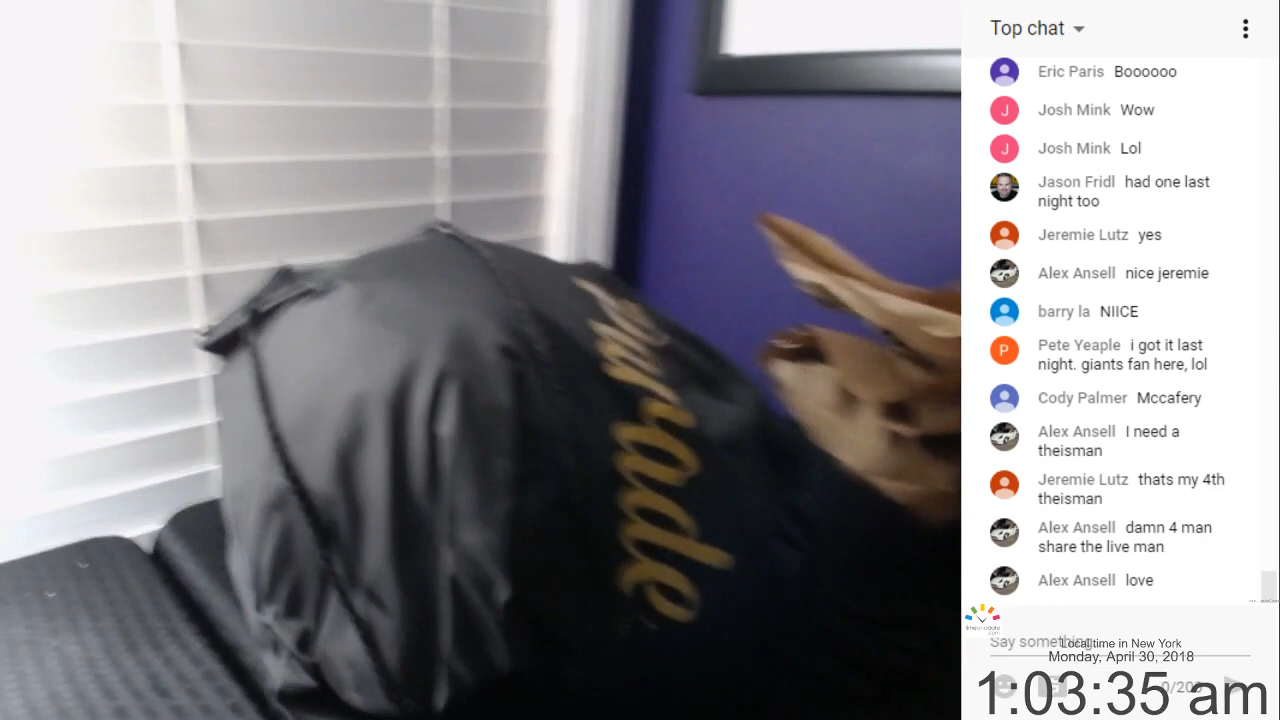 Top chat
Eric Paris Boooooo
J Josh Mink Wow
J Josh Mink Lol
Jason Fridl had one last
night too
Jeremie Lutz yes
Alex Ansell nice jeremie
barry la NIICE
P Pete Yeaple i got it last
night. giants fan here, lol
Cody Palmer Mccafery
Alex Ansell I need a
theisman
Jeremie Lutz thats my 4th
theisman
Alex Ansell damn 4 man
share the live man
Alex Ansell love
Say something...
Local time in New York
Monday, April 30, 2018
0/200
1:03:35 am